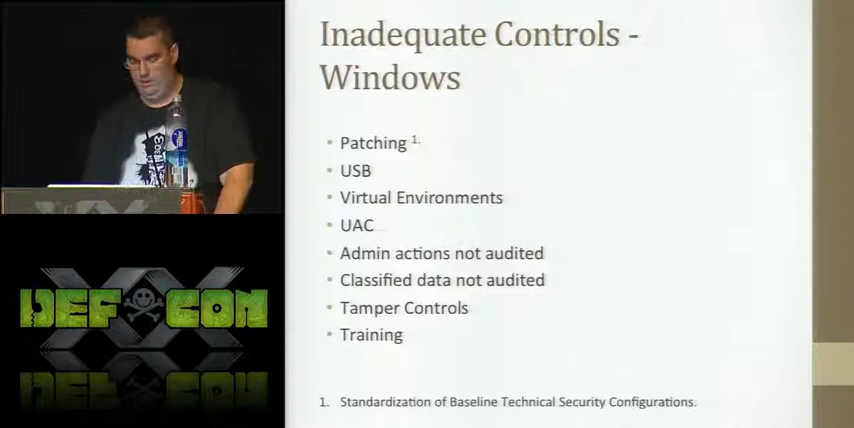 Inadequate Controls -
Windows
• Patching 1.
• USB
• Virtual Environments
• UAC
• Admin actions not audited
• Classified data not audited
• Tamper Controls
• Training
1. Standardization of Baseline Technical Security Configurations.
XX
DEF CON